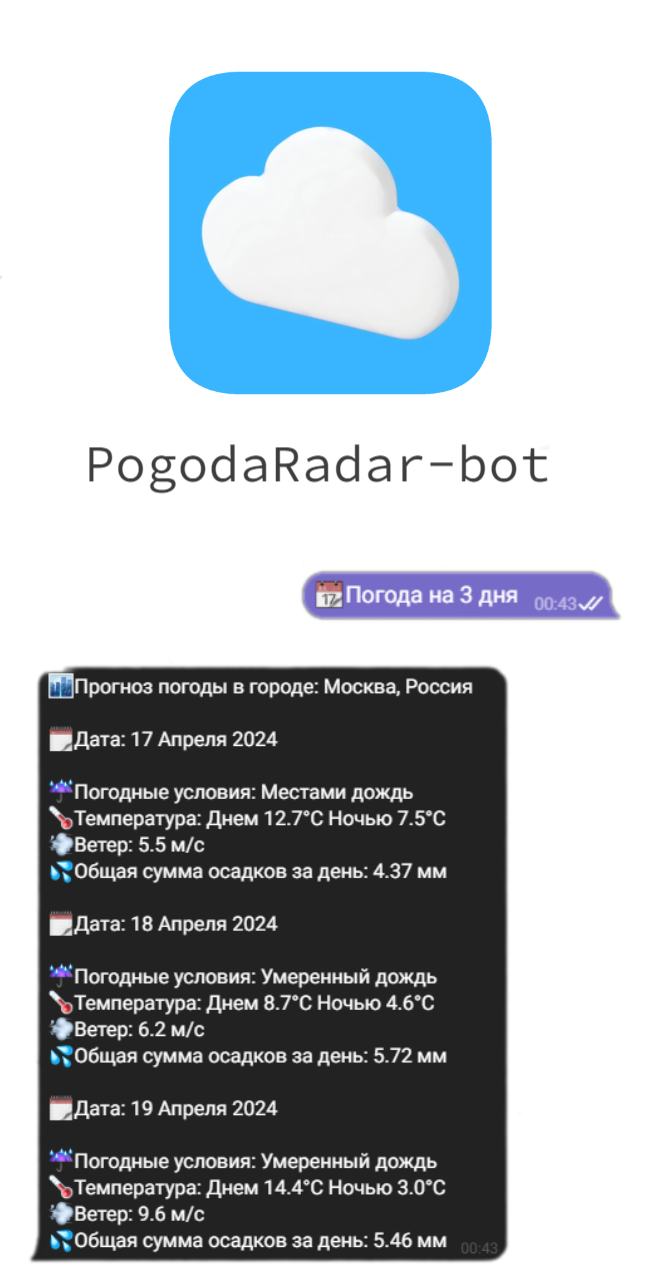 PogodaRadar-bot
Погода на 3 дня 00:43
Прогноз погоды в городе: Москва, Россия
Дата: 17 Апреля 2024
Погодные условия: Местами дождь
Температура: Днем 12.7°C Ночью 7.5°C
Ветер: 5.5 м/с
Общая сумма осадков за день: 4.37 мм
Дата: 18 Апреля 2024
Погодные условия: Умеренный дождь
Температура: Днем 8.7°C Ночью 4.6°C
Ветер: 6.2 м/с
Общая сумма осадков за день: 5.72 мм
Дата: 19 Апреля 2024
Погодные условия: Умеренный дождь
Температура: Днем 14.4°C Ночью 3.0°C
Ветер: 9.6 м/с
Общая сумма осадков за день: 5.46 мм 00:43